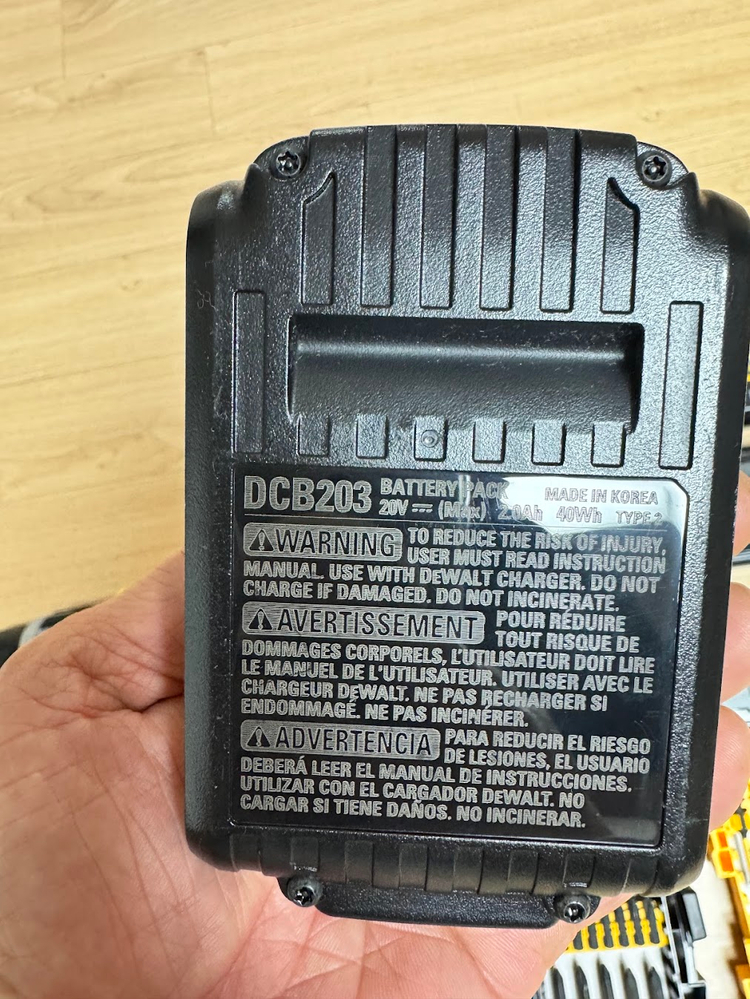 DCB203 BATTERY PACK MADE IN KOREA
20V (Max) 2.0Ah 40Wh TYPE 2
WARNING TO REDUCE THE RISK OF INJURY,
USER MUST READ INSTRUCTION
MANUAL. USE WITH DEWALT CHARGER. DO NOT
CHARGE IF DAMAGED. DO NOT INCINERATE.
AVERTISSEMENT POUR RÉDUIRE
TOUT RISQUE DE
DOMMAGES CORPORELS, L'UTILISATEUR DOIT LIRE
LE MANUEL DE L'UTILISATEUR. UTILISER AVEC LE
CHARGEUR DEWALT. NE PAS RECHARGER SI
ENDOMMAGÉ. NE PAS INCINÉRER.
ADVERTENCIA PARA REDUCIR EL RIESGO
DE LESIONES, EL USUARIO
DEBERÁ LEER EL MANUAL DE INSTRUCCIONES.
UTILIZAR CON EL CARGADOR DEWALT. NO
CARGAR SI TIENE DAÑOS. NO INCINERAR.